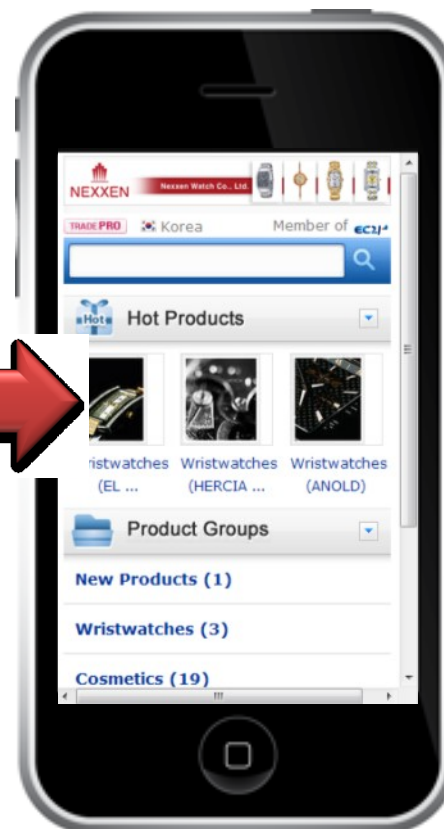 NEXXEN
Nexxen Watch Co., Ltd.
TRADE PRO Korea Member of EC21
Hot
Hot Products
ristwatches Wristwatches Wristwatches
(EL ... (HERCIA ... (ANOLD)
Product Groups
New Products (1)
Wristwatches (3)
Cosmetics (19)